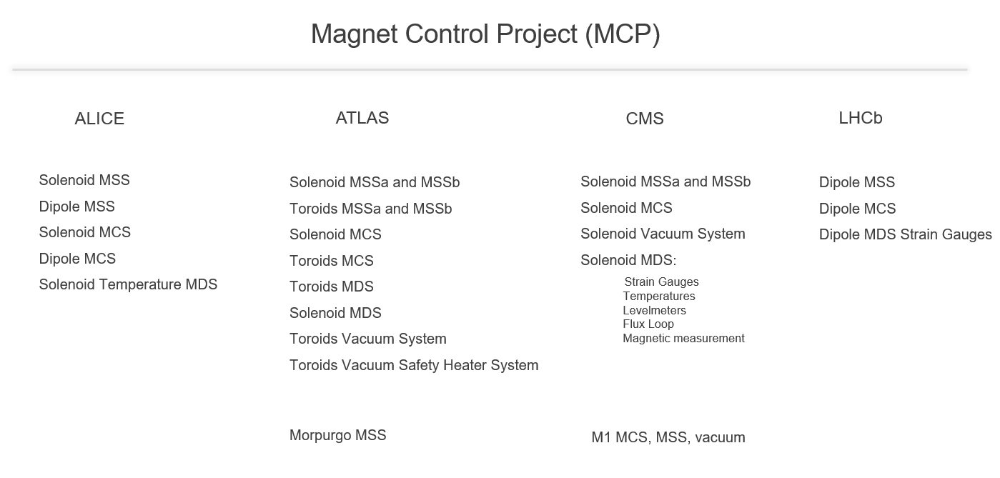 Magnet Control Project (MCP)
ALICE
Solenoid MSS
Dipole MSS
Solenoid MCS
Dipole MCS
Solenoid Temperature MDS
ATLAS
Solenoid MSSa and MSSb
Toroids MSSa and MSSb
Solenoid MCS
Toroids MCS
Toroids MDS
Solenoid MDS
Toroids Vacuum System
Toroids Vacuum Safety Heater System
Morpurgo MSS
CMS
Solenoid MSSa and MSSb
Solenoid MCS
Solenoid Vacuum System
Solenoid MDS:
Strain Gauges
Temperatures
Levelmeters
Flux Loop
Magnetic measurement
M1 MCS, MSS, vacuum
LHCb
Dipole MSS
Dipole MCS
Dipole MDS Strain Gauges